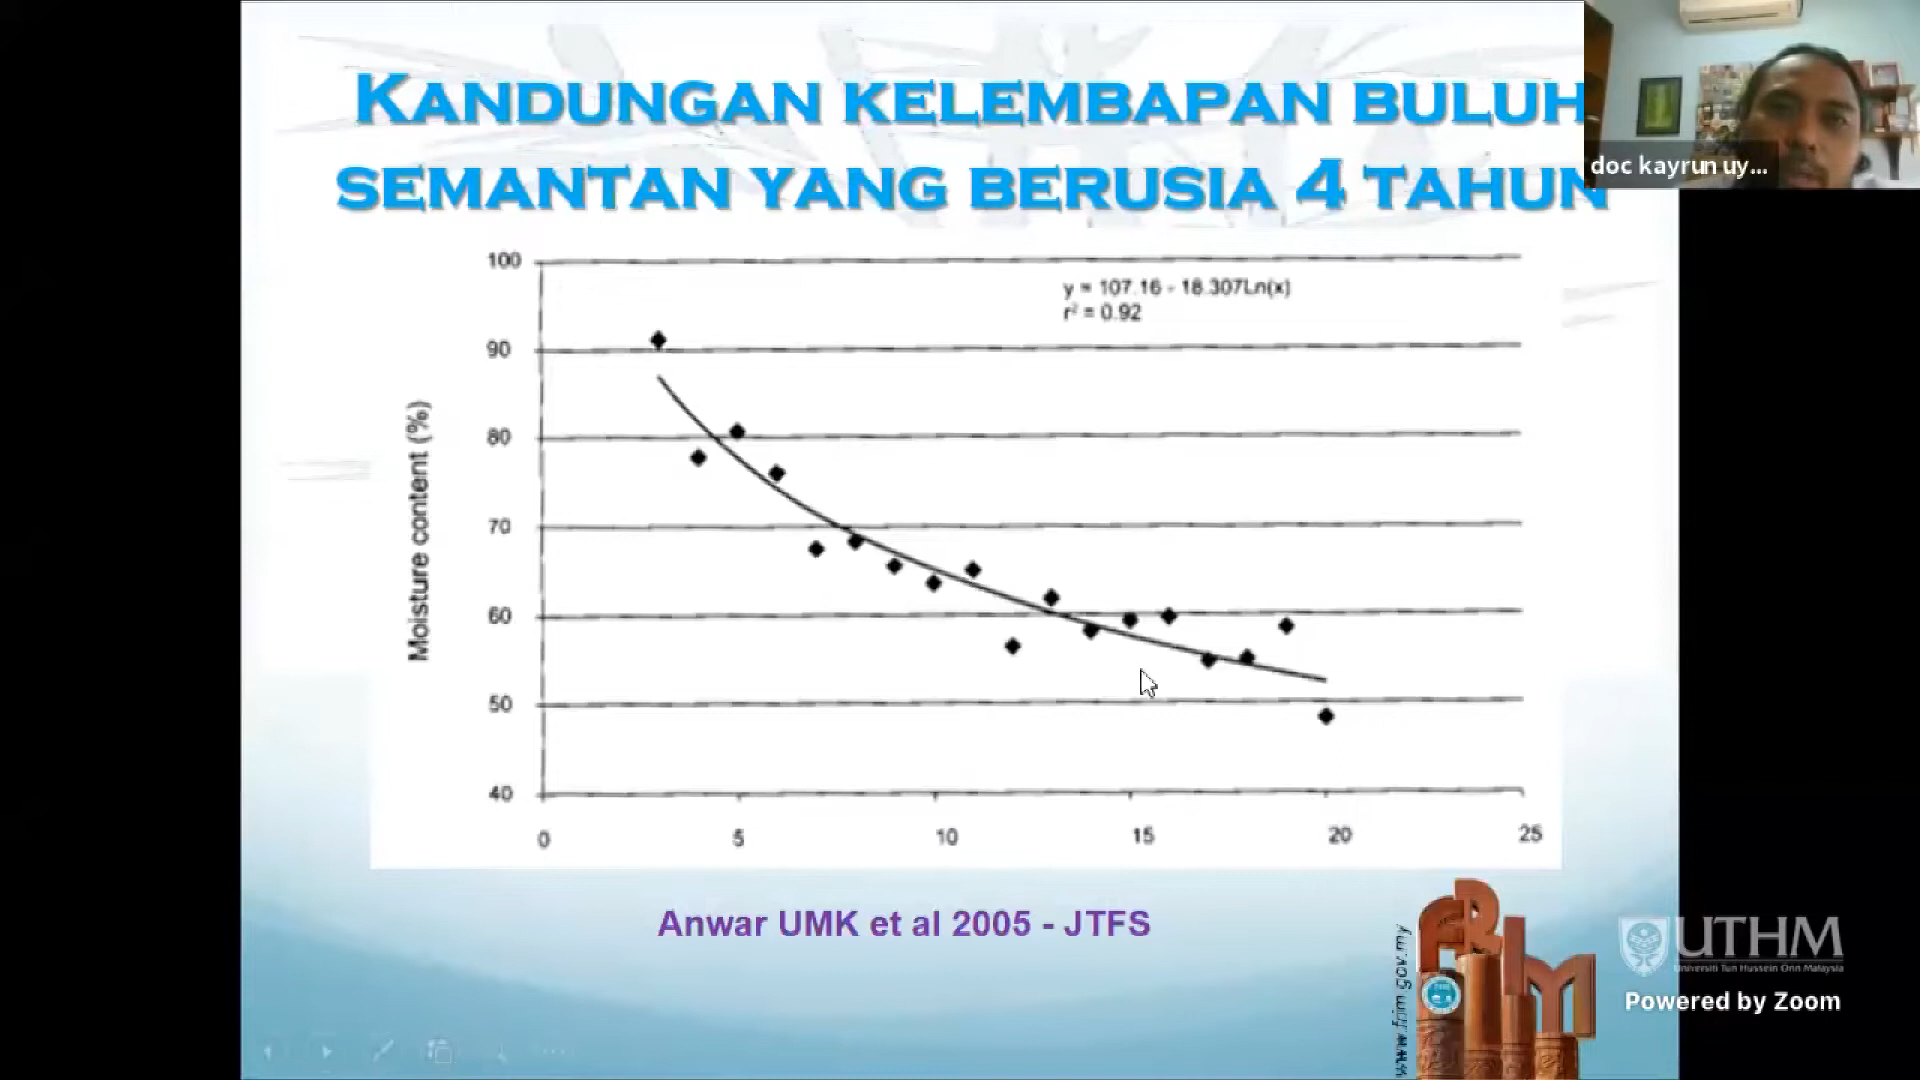 KANDUNGAN KELEMBAPAN BULUH
SEMANTAN YANG BERUSIA 4 TAHUN
doc kayrun uy...
100
y = 107.16 - 18.307Ln(x)
r² = 0.92
90
80
70
60
50
40
Moisture content (%)
0 5 10 15 20 25
Anwar UMK et al 2005 - JTFS
www.frim.gov.my
FRIM
UTHM
Universiti Tun Hussein Onn Malaysia
Powered by Zoom